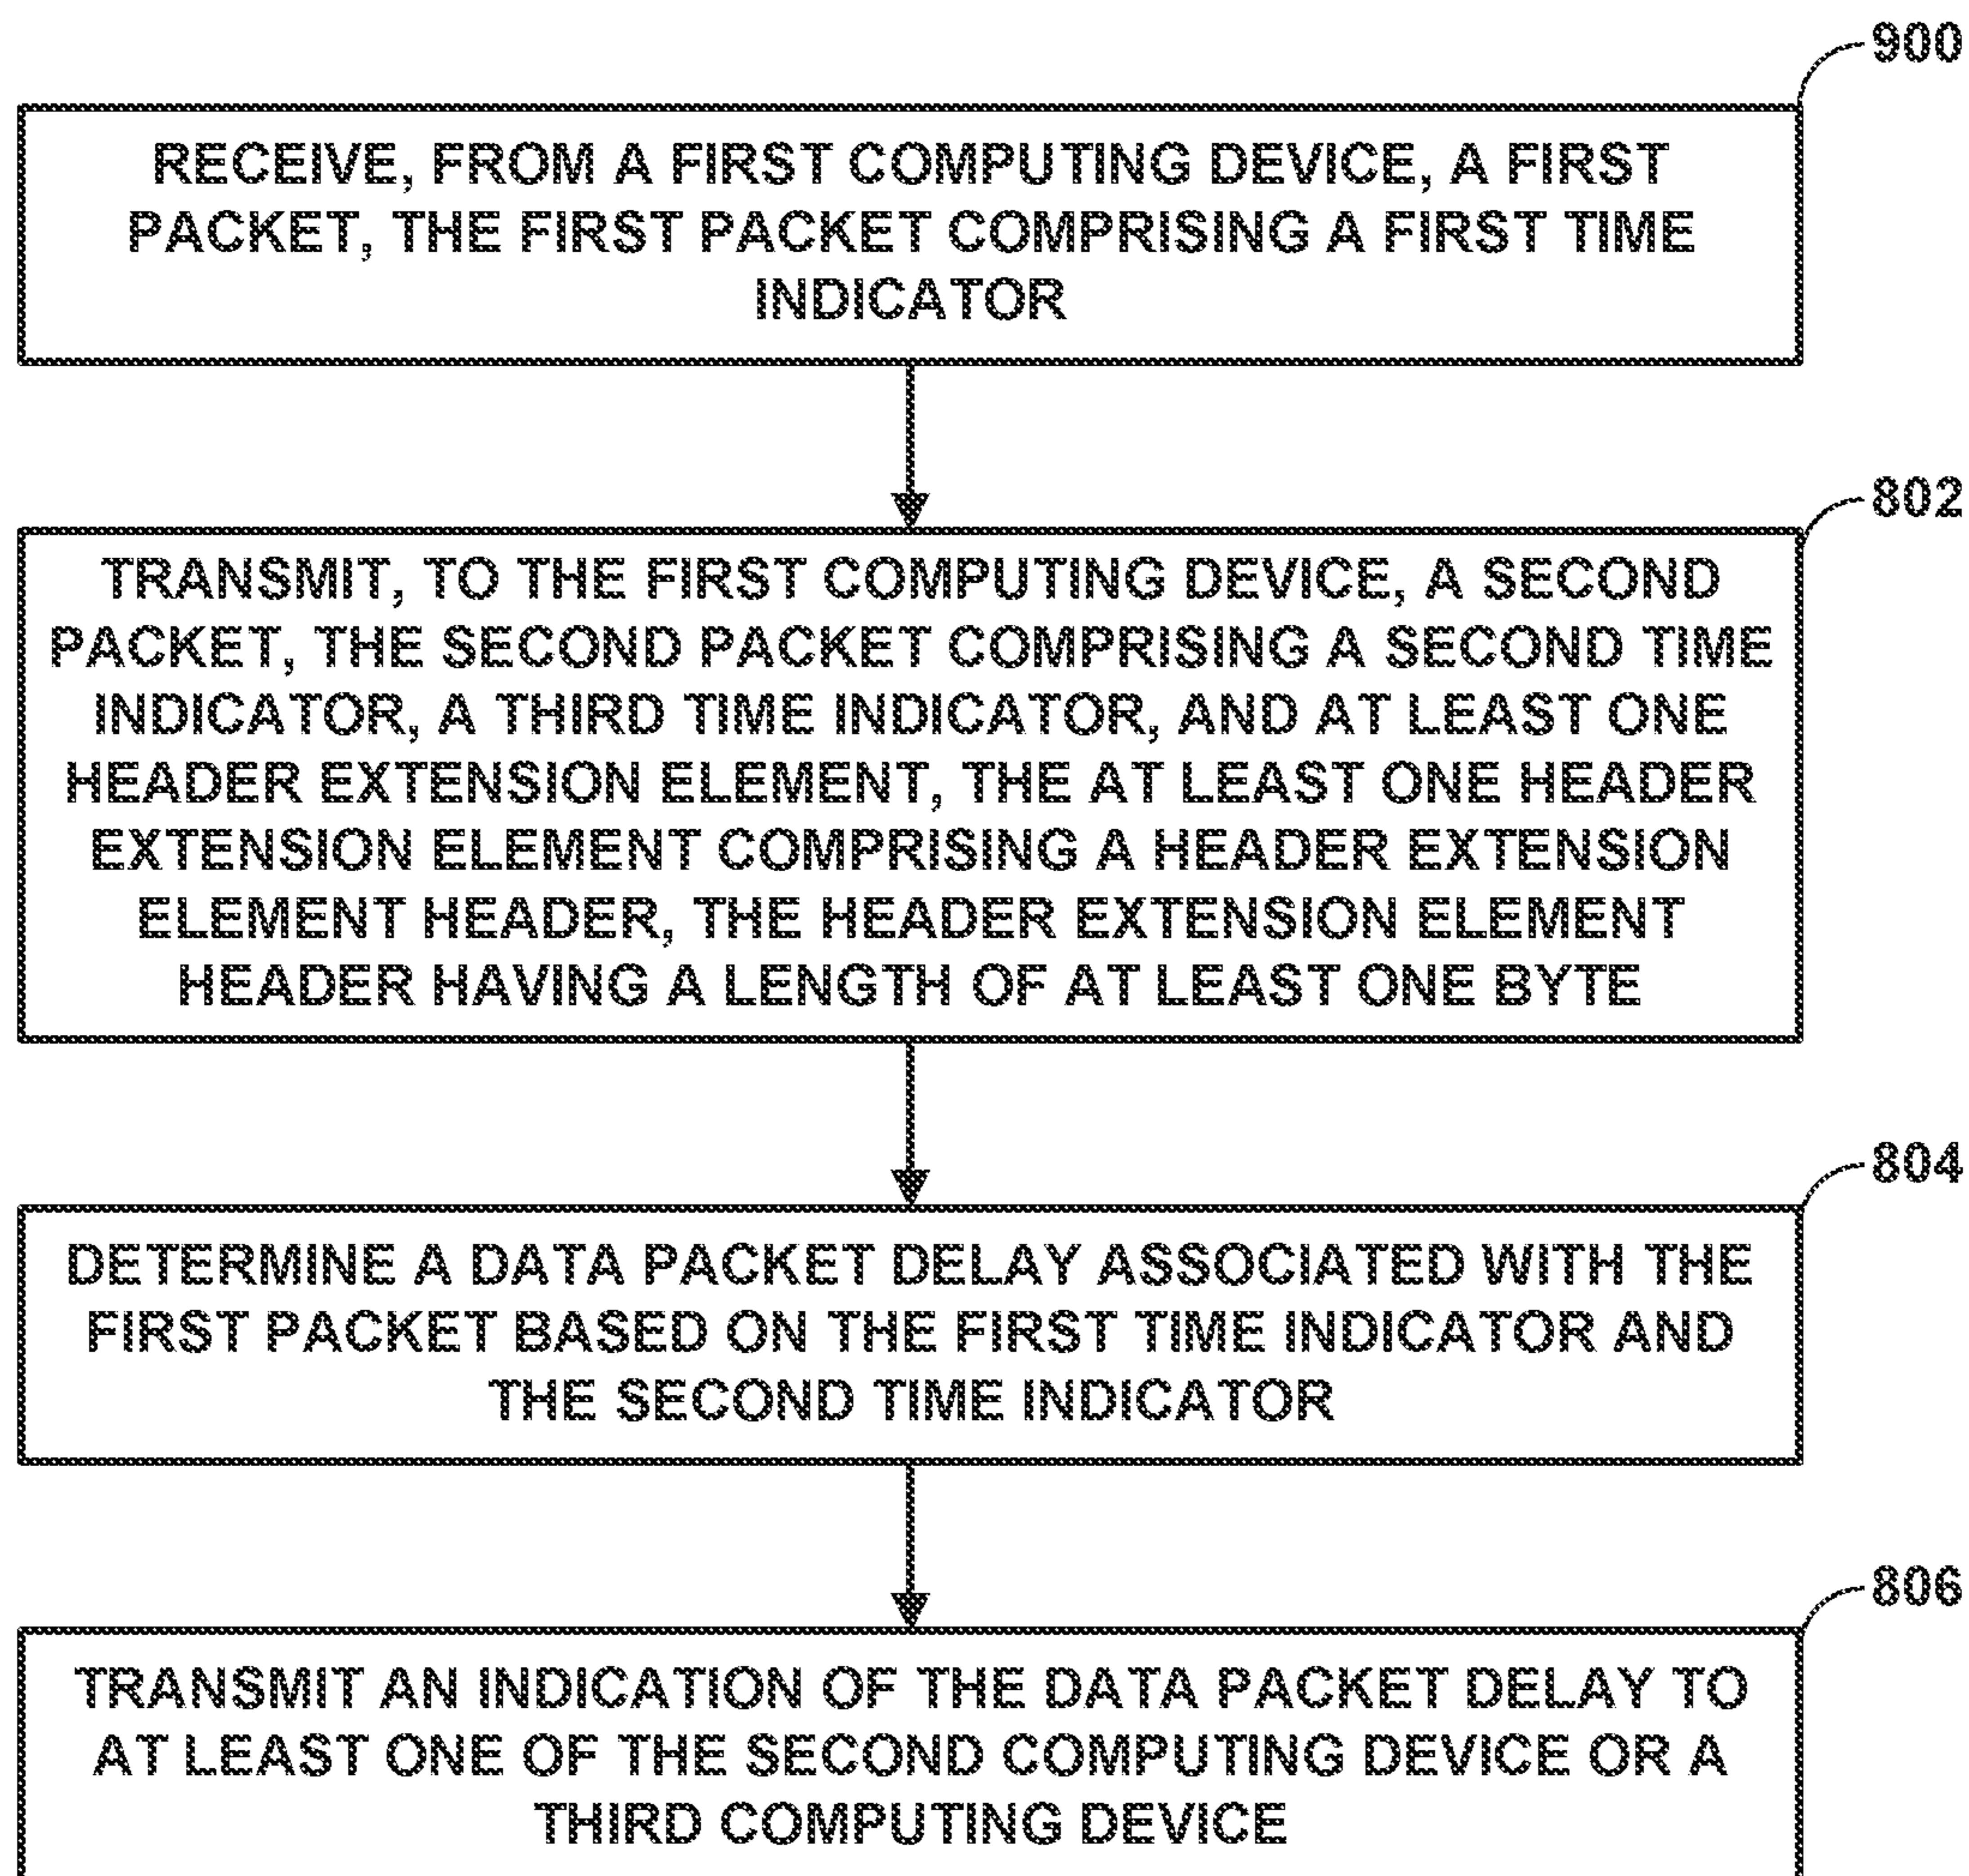 900
RECEIVE, FROM A FIRST COMPUTING DEVICE, A FIRST
PACKET, THE FIRST PACKET COMPRISING A FIRST TIME
INDICATOR
802
TRANSMIT, TO THE FIRST COMPUTING DEVICE, A SECOND
PACKET, THE SECOND PACKET COMPRISING A SECOND TIME
INDICATOR, A THIRD TIME INDICATOR, AND AT LEAST ONE
HEADER EXTENSION ELEMENT, THE AT LEAST ONE HEADER
EXTENSION ELEMENT COMPRISING A HEADER EXTENSION
ELEMENT HEADER, THE HEADER EXTENSION ELEMENT
HEADER HAVING A LENGTH OF AT LEAST ONE BYTE
804
DETERMINE A DATA PACKET DELAY ASSOCIATED WITH THE
FIRST PACKET BASED ON THE FIRST TIME INDICATOR AND
THE SECOND TIME INDICATOR
806
TRANSMIT AN INDICATION OF THE DATA PACKET DELAY TO
AT LEAST ONE OF THE SECOND COMPUTING DEVICE OR A
THIRD COMPUTING DEVICE